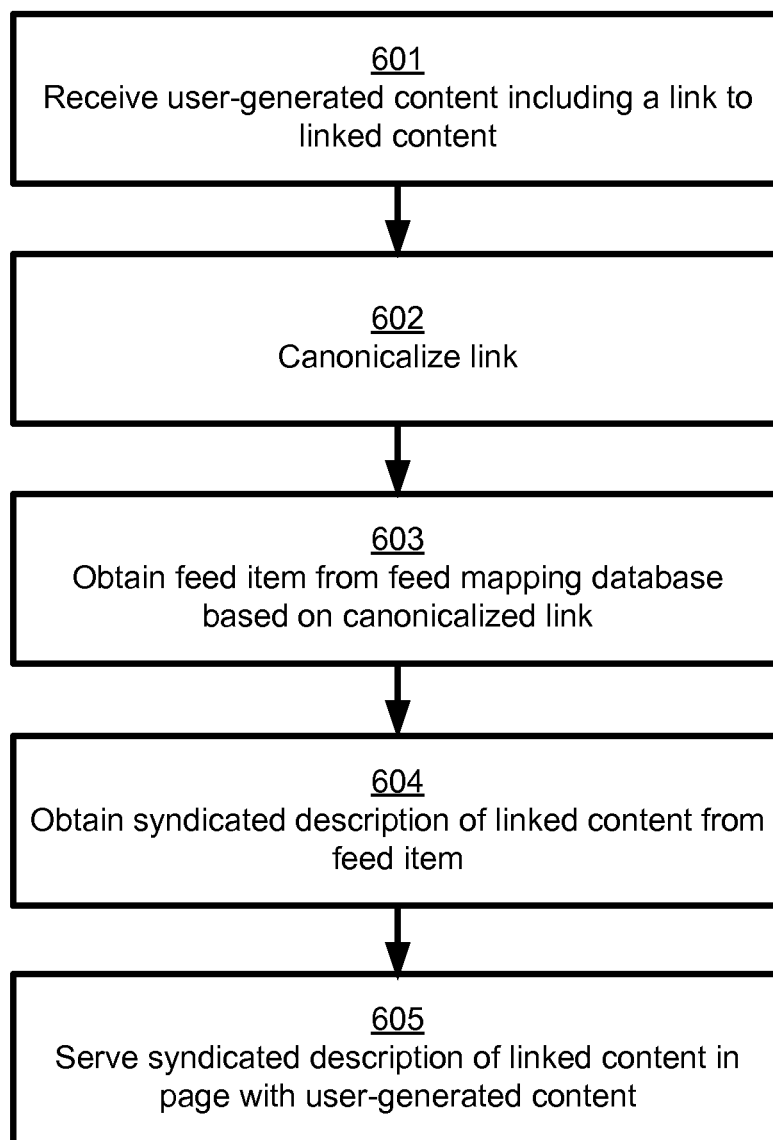 601
Receive user-generated content including a link to
linked content
602
Canonicalize link
603
Obtain feed item from feed mapping database
based on canonicalized link
604
Obtain syndicated description of linked content from
feed item
605
Serve syndicated description of linked content in
page with user-generated content